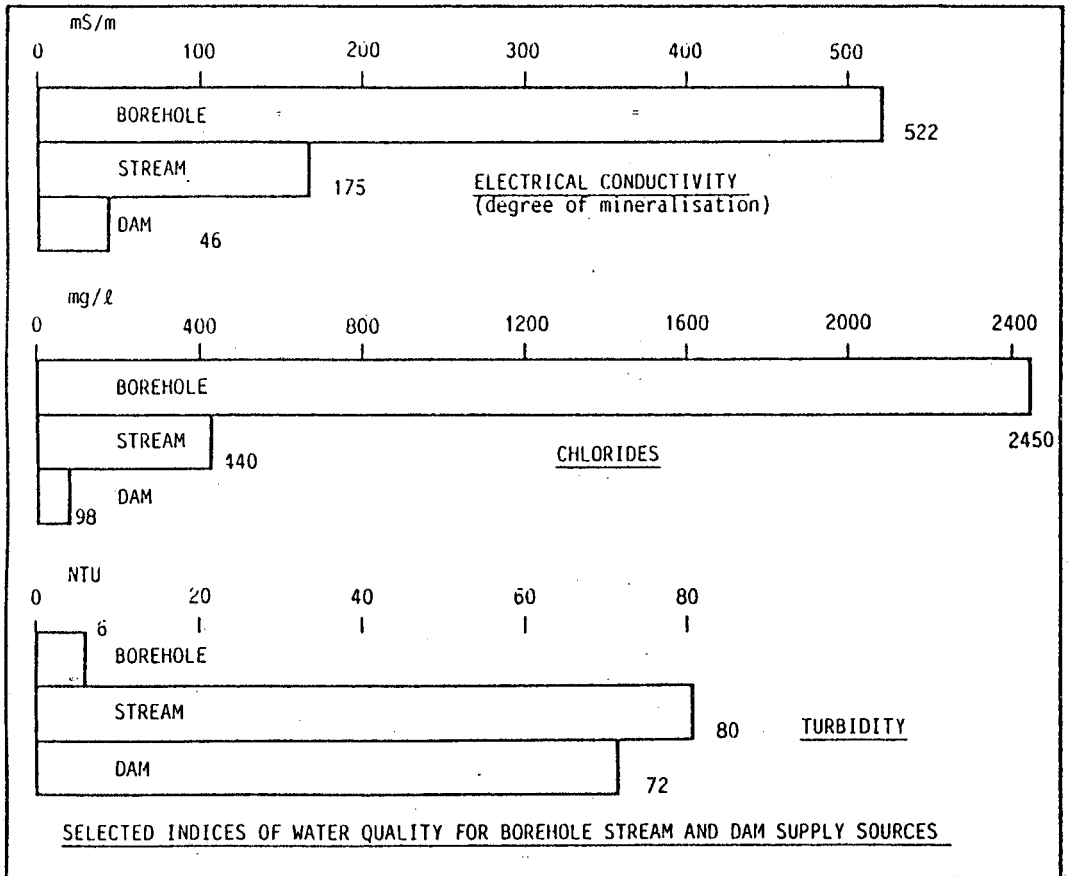 mS/m
0 100 200 300 400 500
BOREHOLE
522
STREAM
175
ELECTRICAL CONDUCTIVITY
(degree of mineralisation)
DAM
46
mg/ℓ
0 400 800 1200 1600 2000 2400
BOREHOLE
2450
STREAM
440
CHLORIDES
DAM
98
NTU
0 20 40 60 80
6
BOREHOLE
STREAM
80
TURBIDITY
DAM
72
SELECTED INDICES OF WATER QUALITY FOR BOREHOLE STREAM AND DAM SUPPLY SOURCES